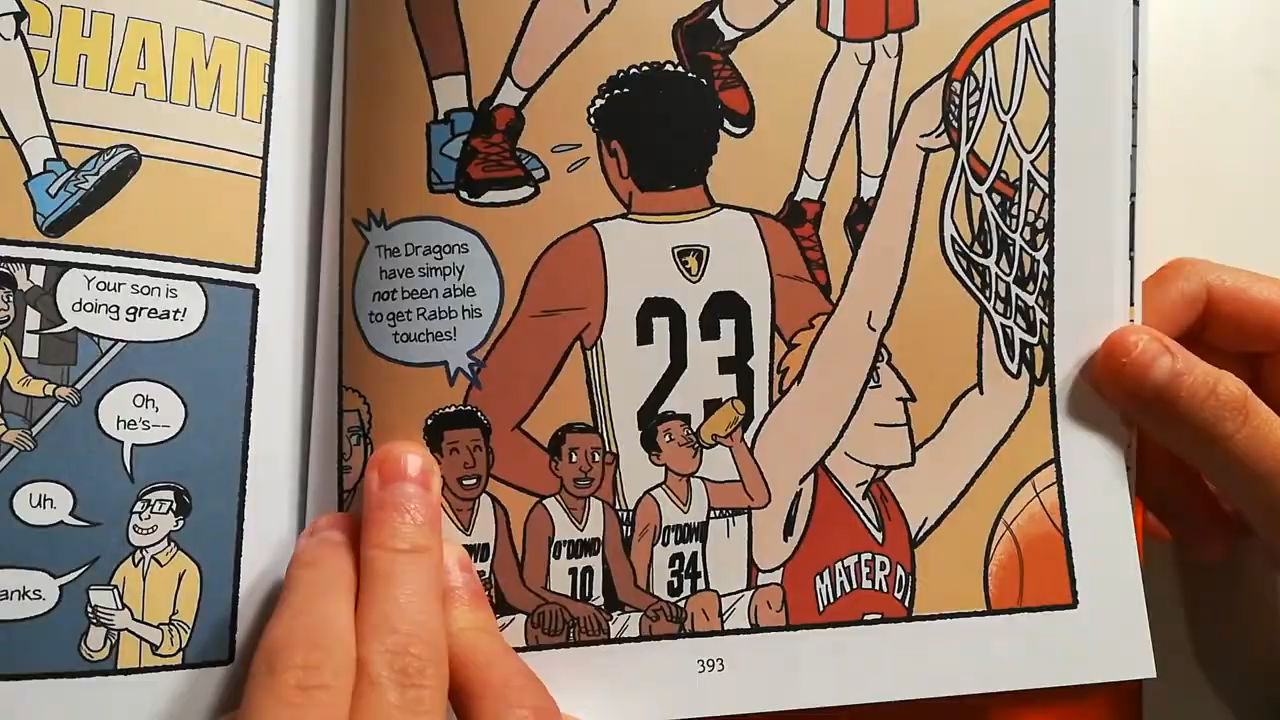 CHAMP
Your son is
doing great!
Oh,
he's--
Uh.
anks.
The Dragons
have simply
not been able
to get Rabb his
touches!
23
O'DOWD
10
O'DOWD
34
MATER D
393